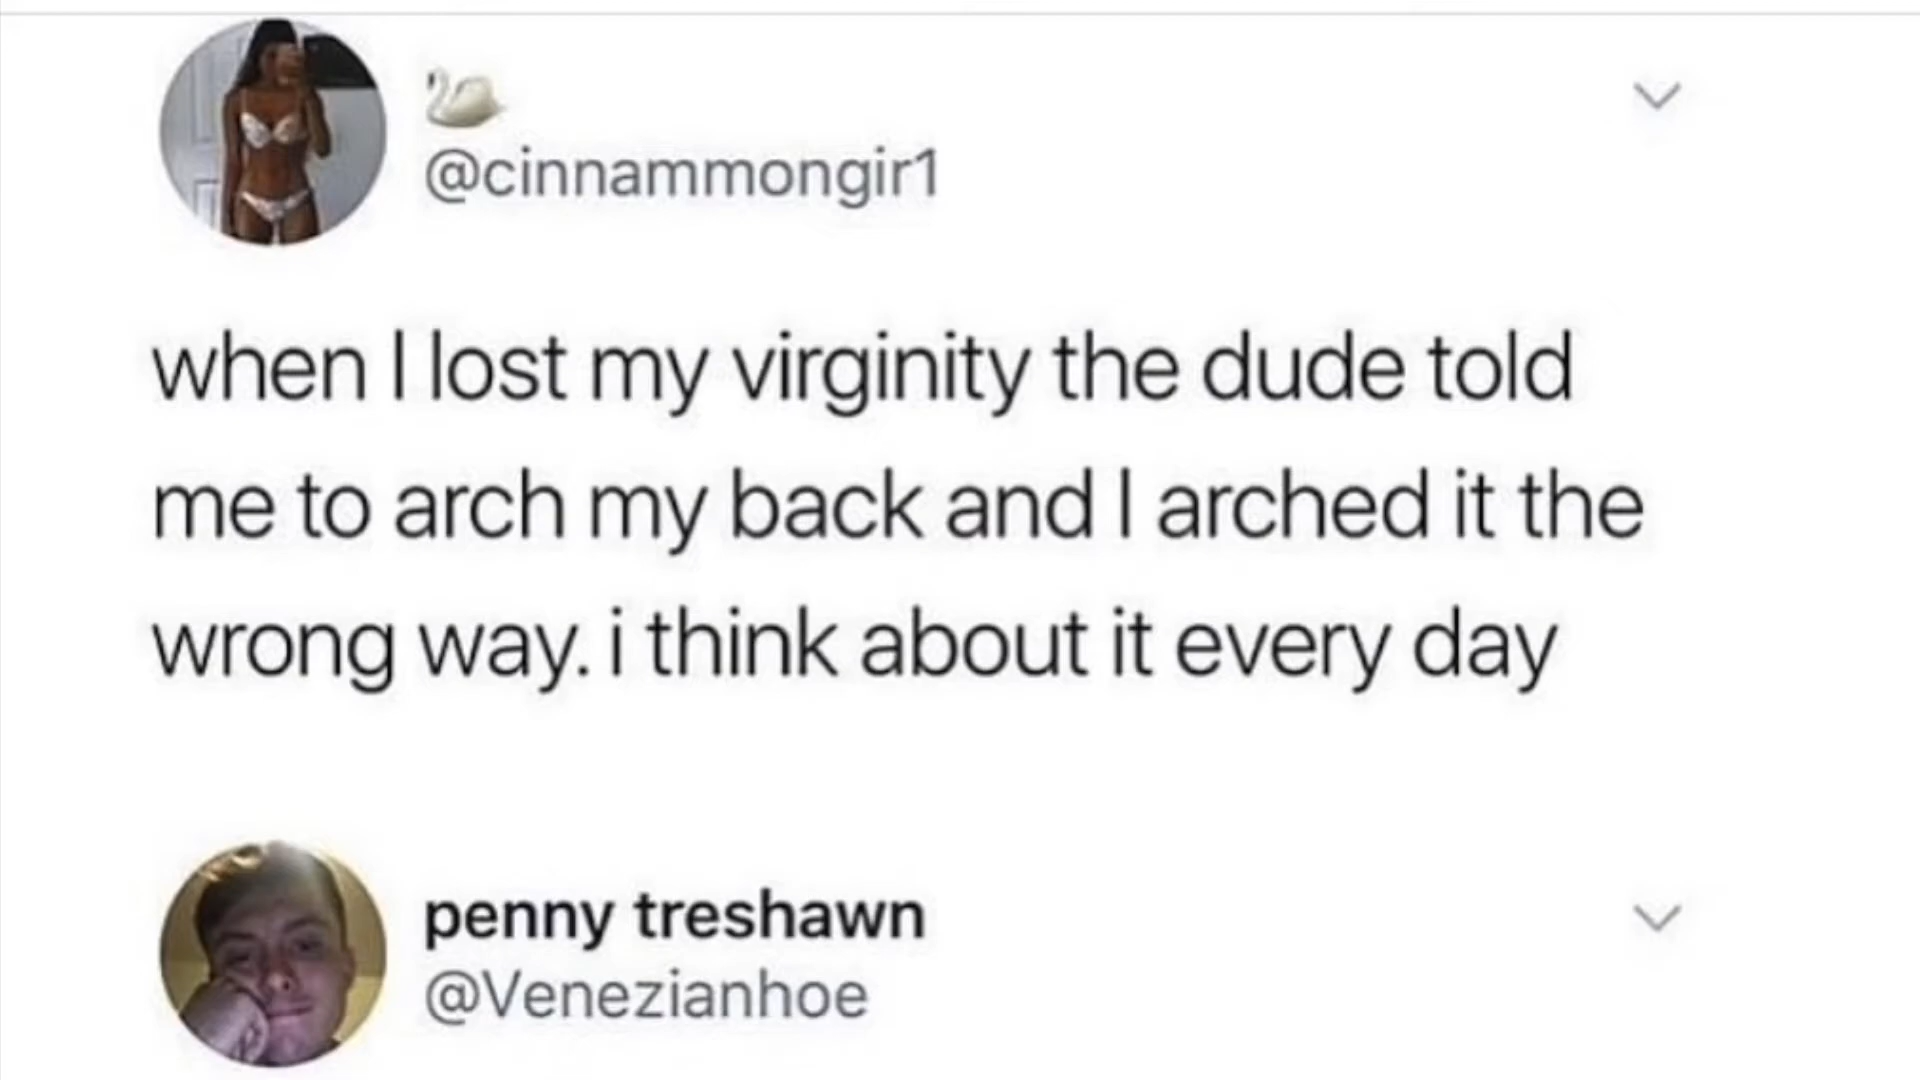 🦢
@cinnammongir1
when I lost my virginity the dude told
me to arch my back and I arched it the
wrong way. i think about it every day
penny treshawn
@Venezianhoe